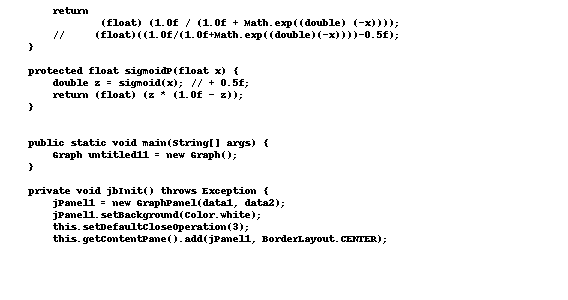 return
(float) (1.0f / (1.0f + Math.exp((double) (-x))));
// (float)((1.0f/(1.0f+Math.exp((double)(-x))))-0.5f);
}
protected float sigmoidP(float x) {
double z = sigmoid(x); // + 0.5f;
return (float) (z * (1.0f - z));
}
public static void main(String[] args) {
Graph untitled11 = new Graph();
}
private void jbInit() throws Exception {
jPanel1 = new GraphPanel(data1, data2);
jPanel1.setBackground(Color.white);
this.setDefaultCloseOperation(3);
this.getContentPane().add(jPanel1, BorderLayout.CENTER);